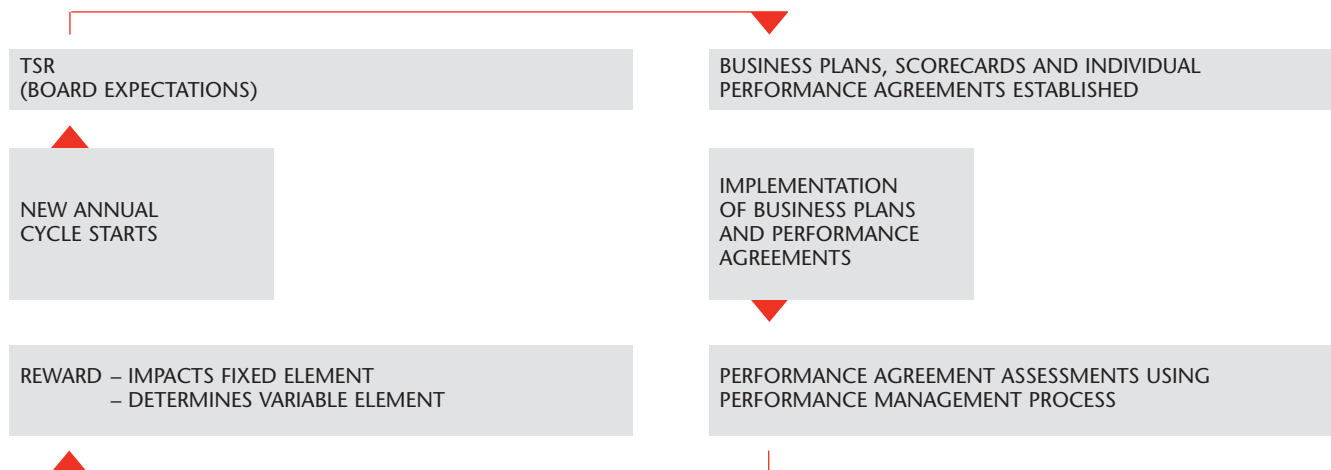 TSR
(BOARD EXPECTATIONS)
BUSINESS PLANS, SCORECARDS AND INDIVIDUAL
PERFORMANCE AGREEMENTS ESTABLISHED
NEW ANNUAL
CYCLE STARTS
IMPLEMENTATION
OF BUSINESS PLANS
AND PERFORMANCE
AGREEMENTS
REWARD – IMPACTS FIXED ELEMENT
– DETERMINES VARIABLE ELEMENT
PERFORMANCE AGREEMENT ASSESSMENTS USING
PERFORMANCE MANAGEMENT PROCESS